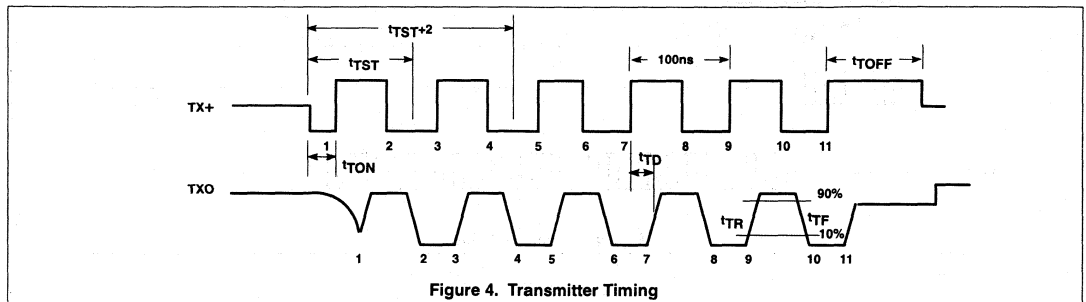 tTST+2
tTST
100ns
tTOFF
TX+
1 2 3 4 5 6 7 8 9 10 11
tTON
tTD
TXO
90%
tTR
tTF
10%
1 2 3 4 5 6 7 8 9 10 11
Figure 4. Transmitter Timing